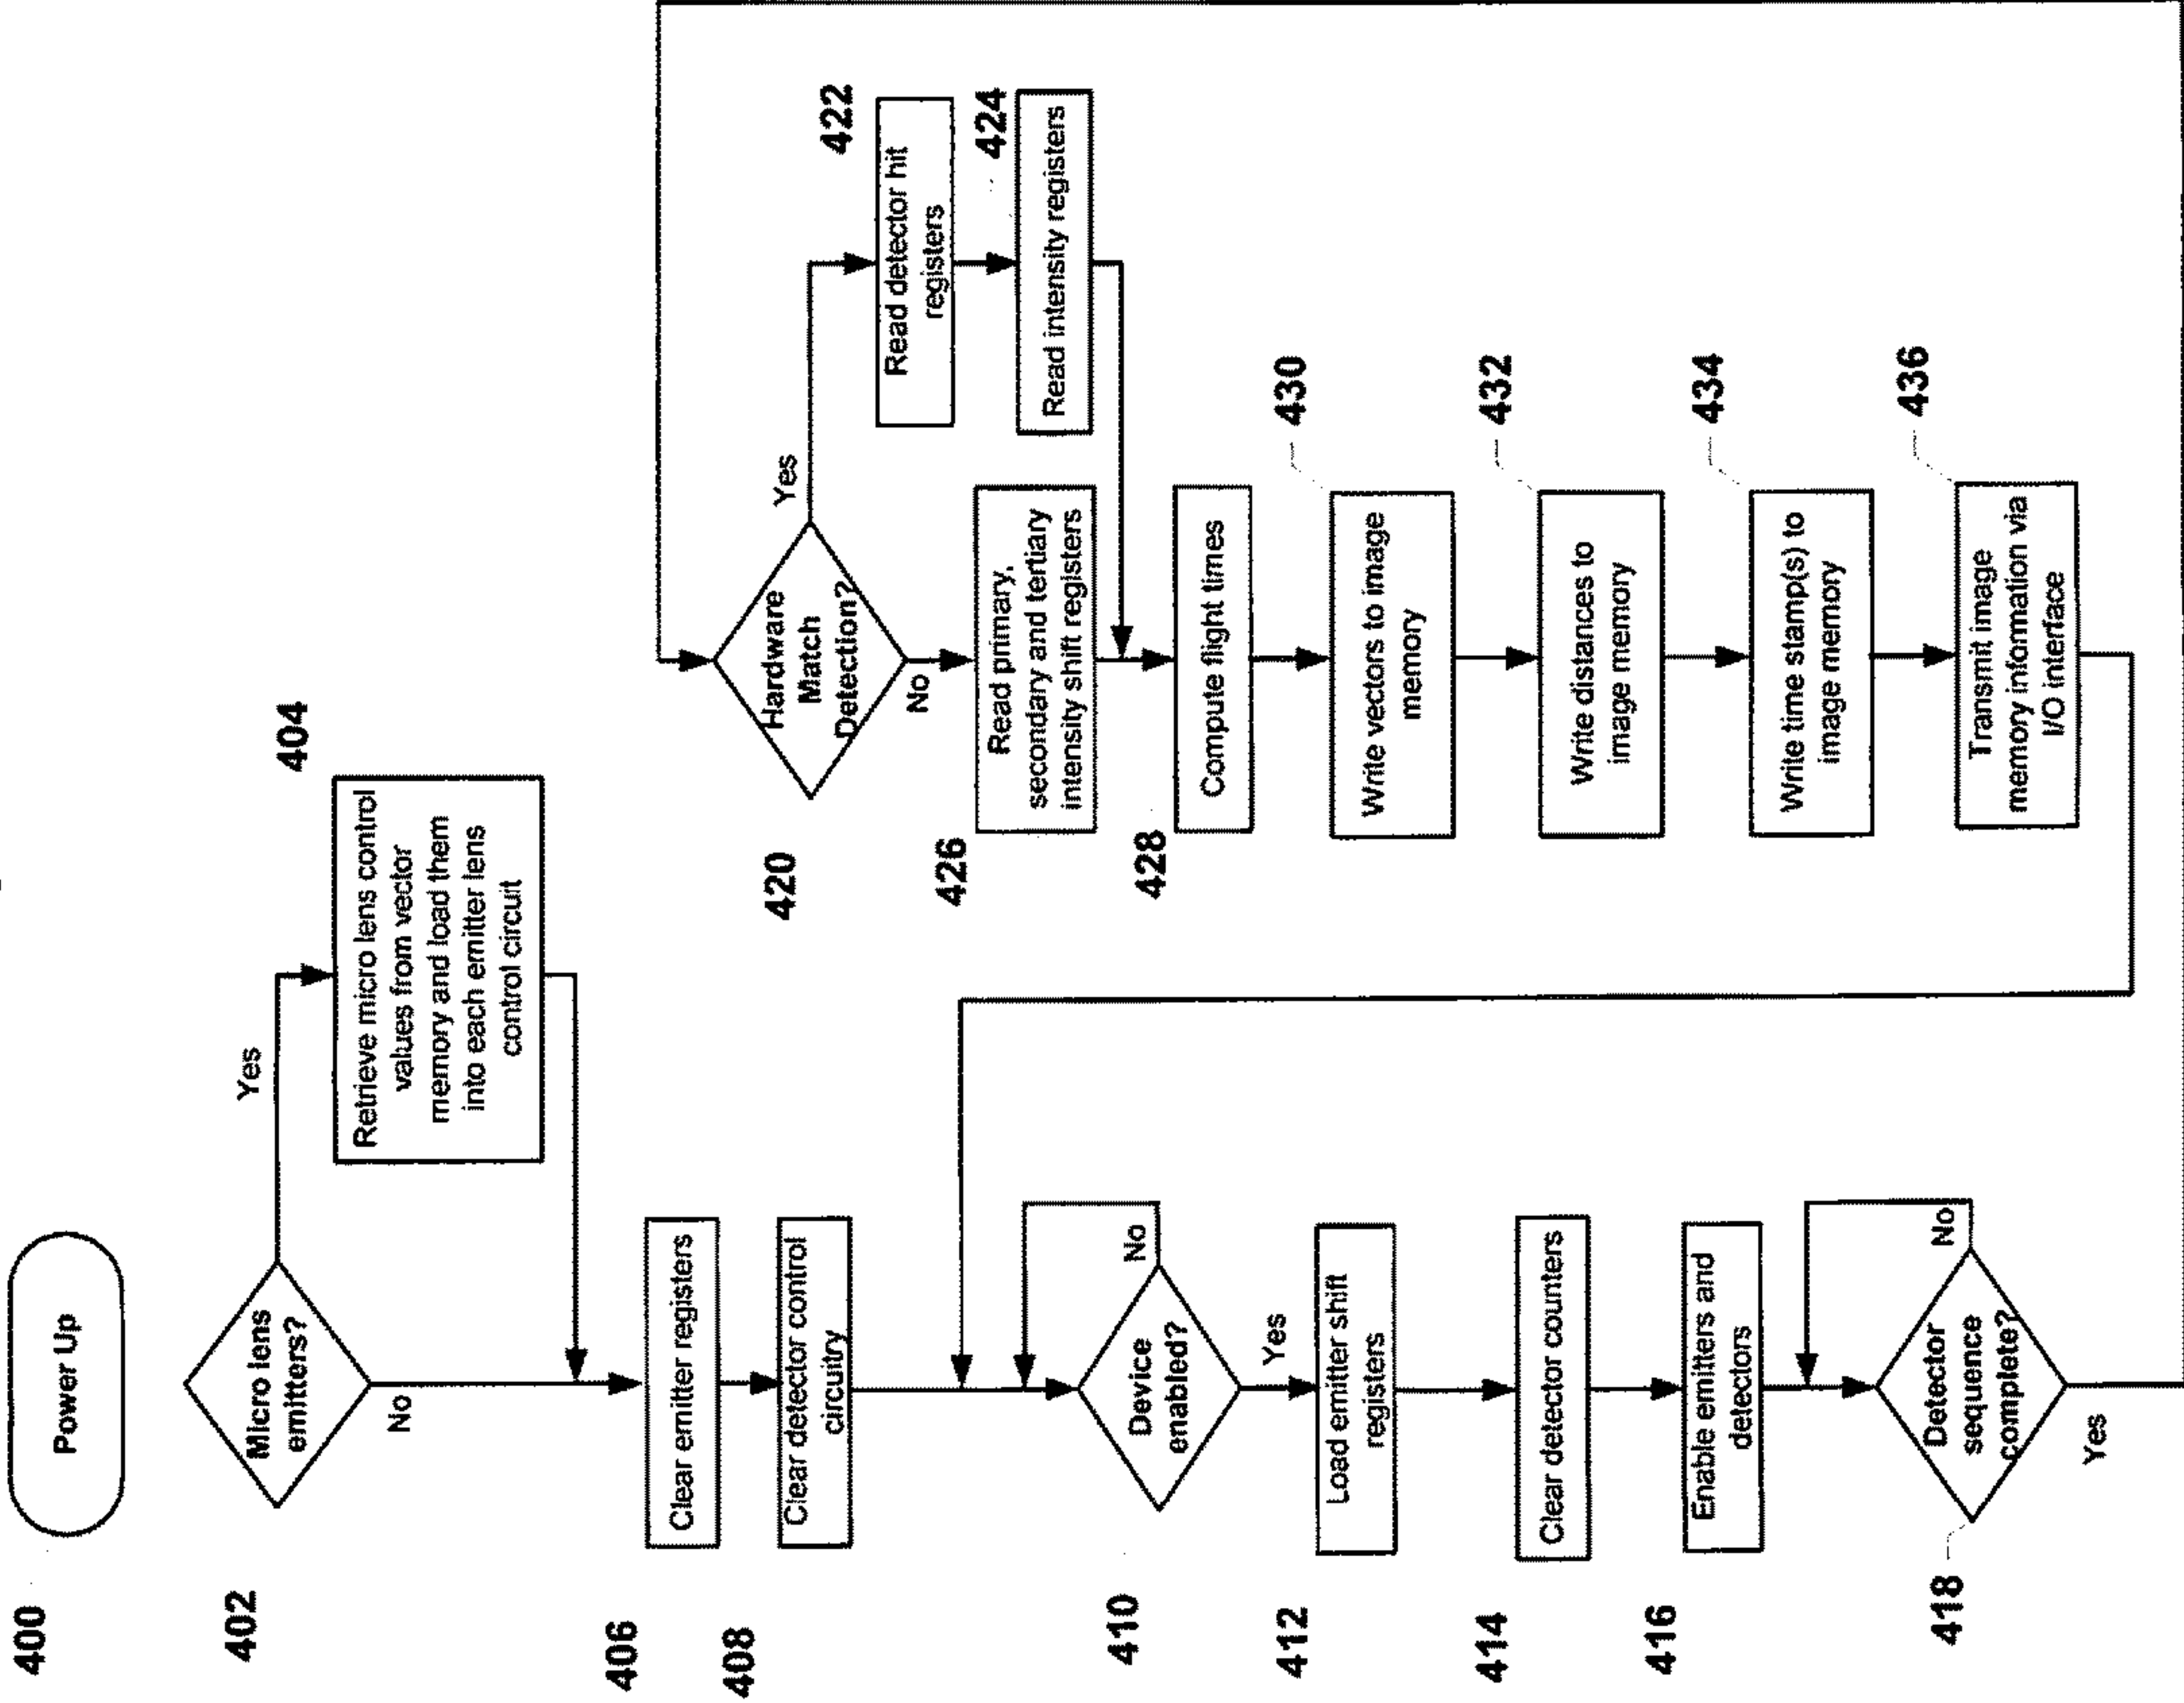 400
Power Up
402
Micro lens
emitters?
Yes
No
404
Retrieve micro lens control
values from vector
memory and load them
into each emitter lens
control circuit
406
Clear emitter registers
408
Clear detector control
circuitry
410
Device
enabled?
No
Yes
412
Load emitter shift
registers
414
Clear detector counters
416
Enable emitters and
detectors
418
Detector
sequence
complete?
No
Yes
420
Hardware
Match
Detection?
Yes
No
422
Read detector hit
registers
424
Read intensity registers
426
Read primary,
secondary and tertiary
intensity shift registers
428
Compute flight times
430
Write vectors to image
memory
432
Write distances to
image memory
434
Write time stamp(s) to
image memory
436
Transmit image
memory information via
I/O interface